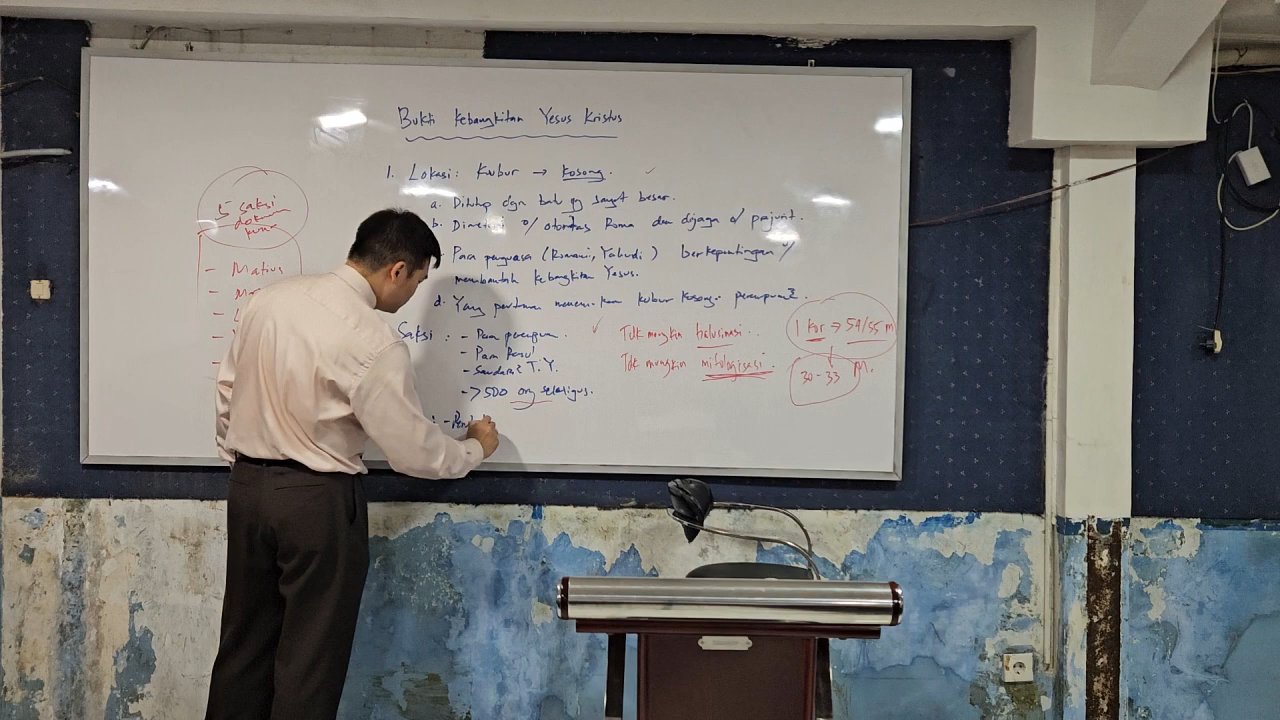 Bukti Kebangkitan Yesus Kristus
1. Lokasi: Kubur → kosong.
a. Ditutup dgn batu yg sangat besar.
b. Dimeterai o/ otoritas Roma dan dijaga o/ prajurit.
Para penguasa (Romawi, Yahudi) berkepentingan u/
membantah kebangkitan Yesus.
d. Yang pertama menemukan kubur kosong: perempuan2.
Saksi : - Para perempuan.
- Para Rasul
- Saudara2 T.Y.
- >500 org sekaligus.
5 saksi
dokumen
- Matius
Tdk mungkin halusinasi.
Tdk mungkin mitologisasi
1 Kor → 54/55 M
30-33 M.